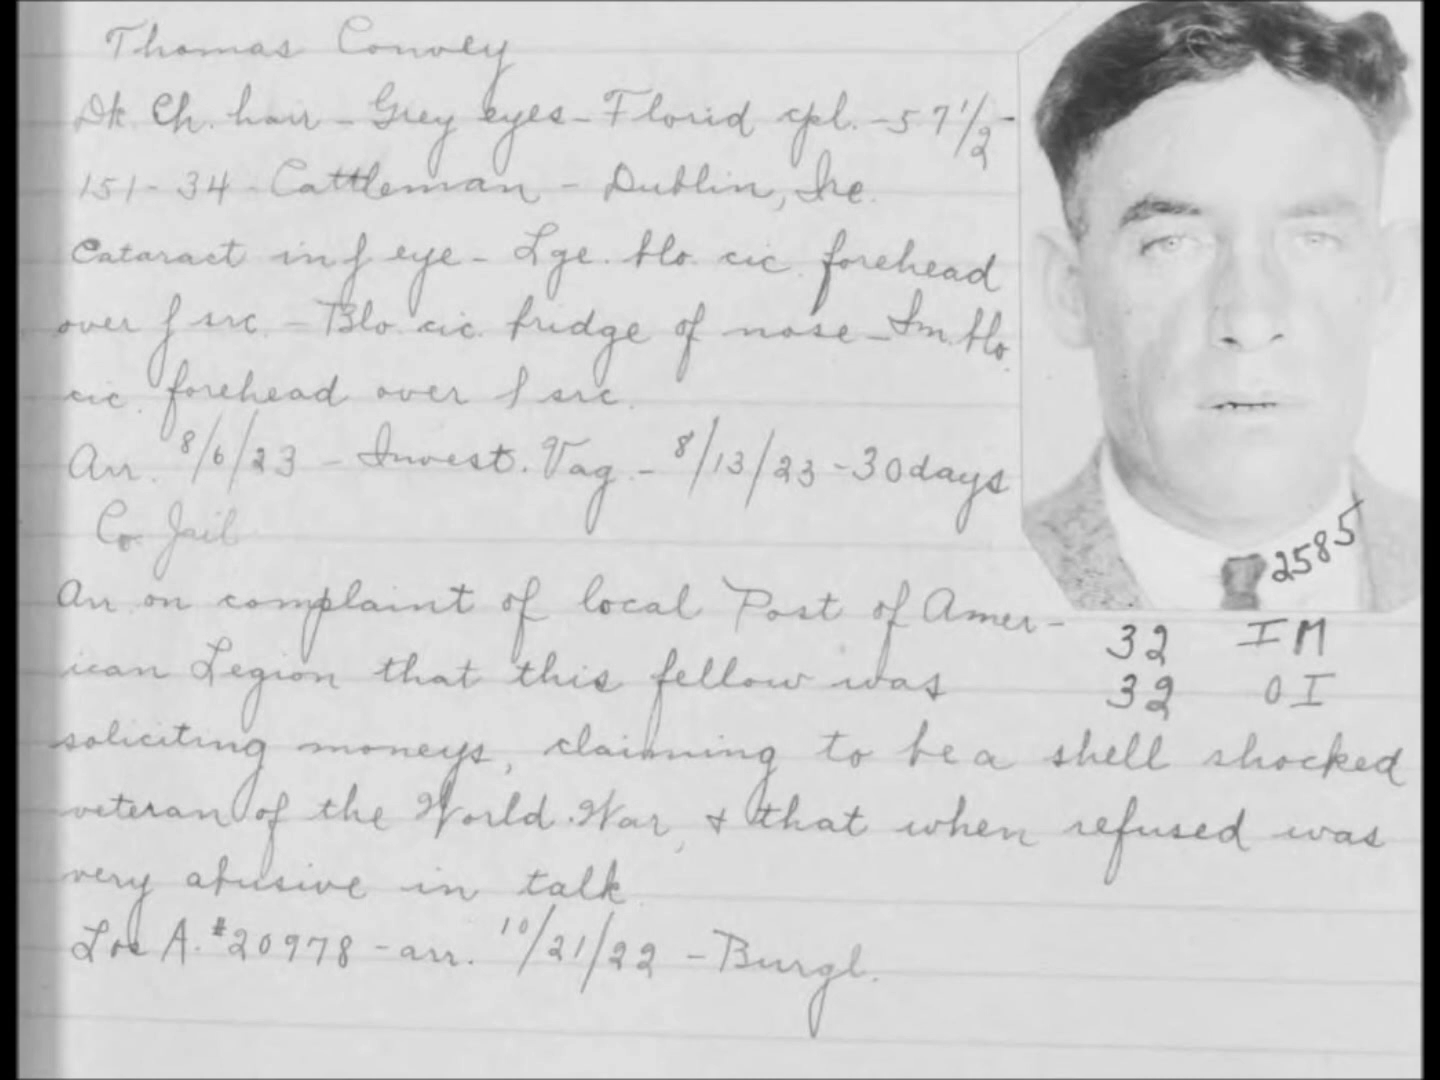 Thomas Convey
Dk. Ch. hair - Grey eyes - Florid cpl. - 5 7 1/2 -
151 - 34 - Cattleman - Dublin, Ire.
Cataract in l eye - Lge. blo. cic. forehead
over l src. - Blo. cic. bridge of nose - Sm. blo.
cic. forehead over l src.
Arr. 8/6/23 - Invest. Vag. - 8/13/23 - 30 days
Co. Jail
2585
Arr on complaint of local Post of Amer-
32 IM
ican Legion that this fellow was
32 OI
soliciting moneys, claiming to be a shell shocked
veteran of the World War, & that when refused was
very abusive in talk
Los A. #20978 - arr. 10/21/22 - Burgl.